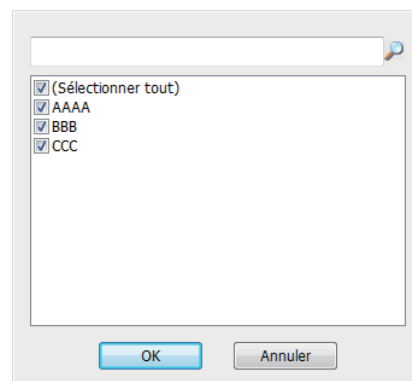 (Sélectionner tout)
AAAA
BBB
CCC
OK Annuler